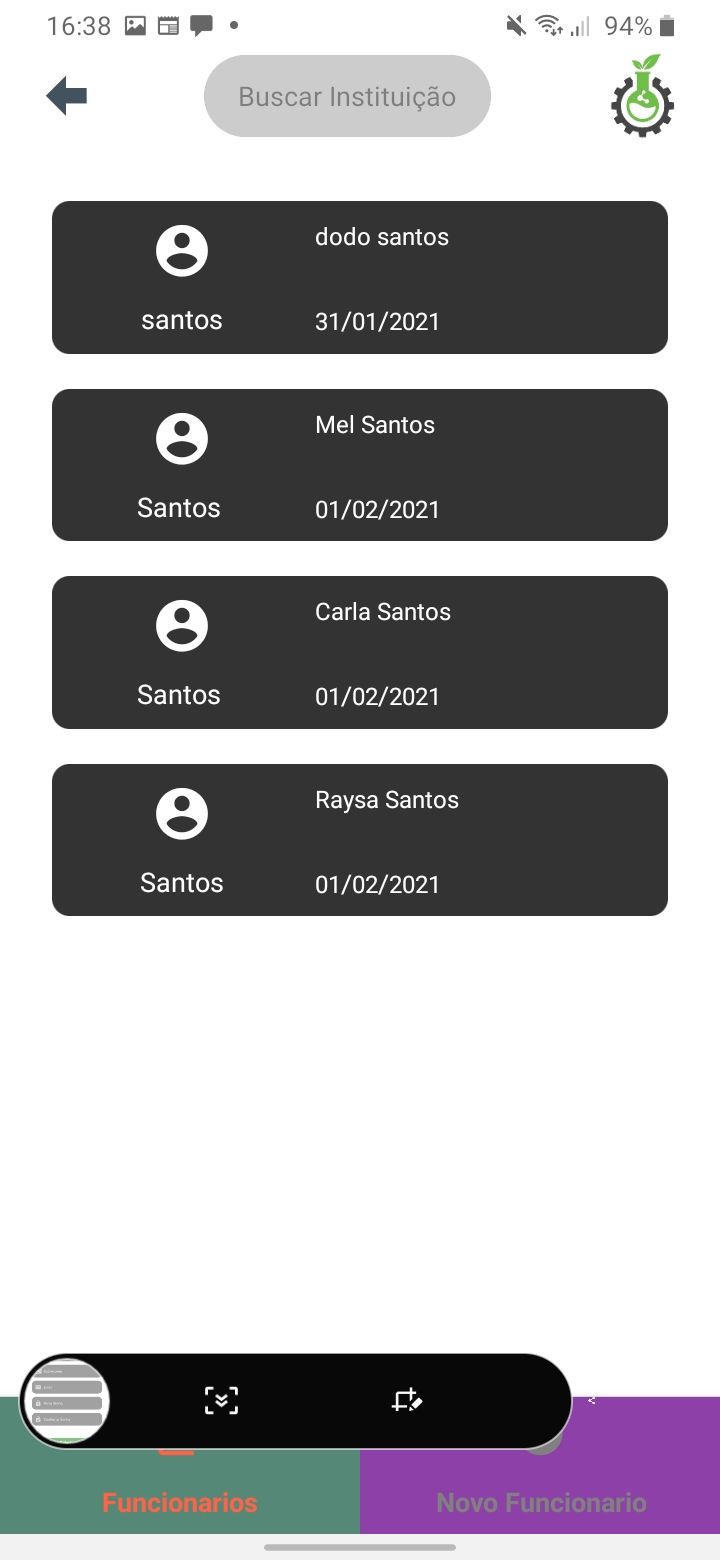 16:38
94%
Buscar Instituição
dodo santos
santos
31/01/2021
Mel Santos
Santos
01/02/2021
Carla Santos
Santos
01/02/2021
Raysa Santos
Santos
01/02/2021
Funcionarios
Novo Funcionario